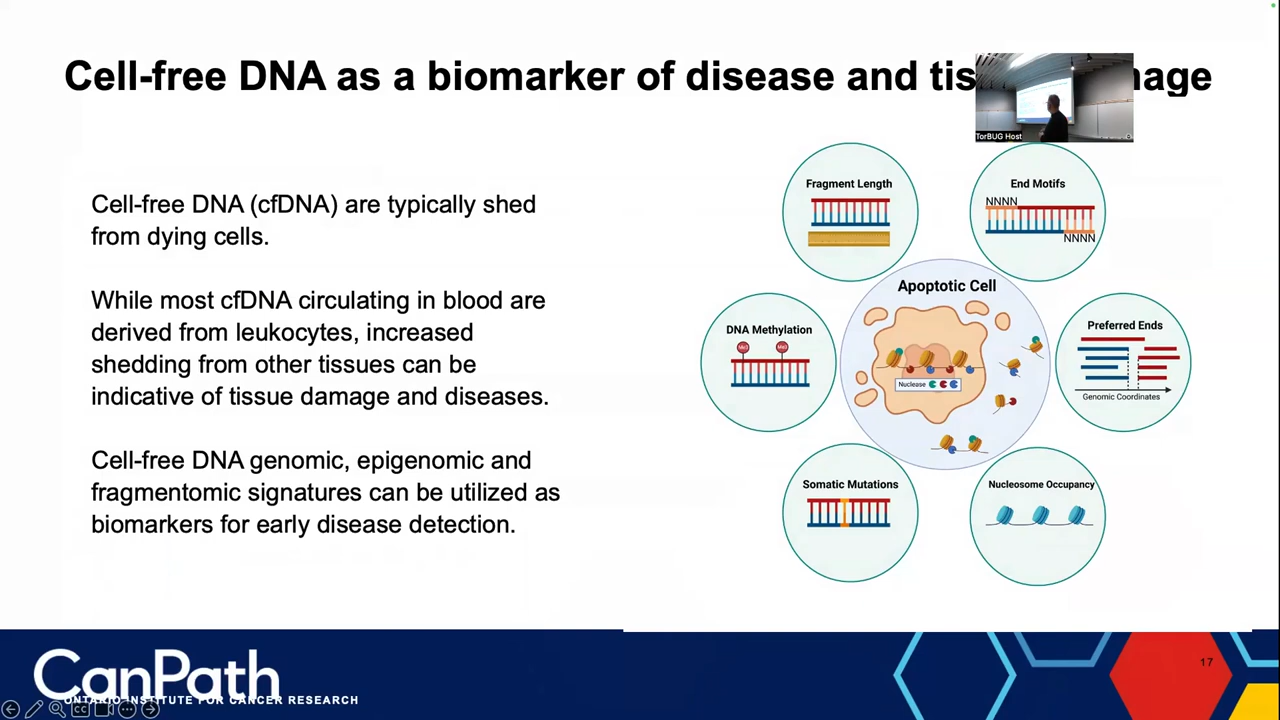 Cell-free DNA as a biomarker of disease and tis mage
TorBUG Host
Cell-free DNA (cfDNA) are typically shed
from dying cells.
While most cfDNA circulating in blood are
derived from leukocytes, increased
shedding from other tissues can be
indicative of tissue damage and diseases.
Cell-free DNA genomic, epigenomic and
fragmentomic signatures can be utilized as
biomarkers for early disease detection.
Fragment Length
End Motifs
NNNN
NNNN
Apoptotic Cell
Nuclease
DNA Methylation
Me3
Me3
Preferred Ends
Genomic Coordinates
Somatic Mutations
Nucleosome Occupancy
17
CanPath
ONTARIO INSTITUTE FOR CANCER RESEARCH
CC